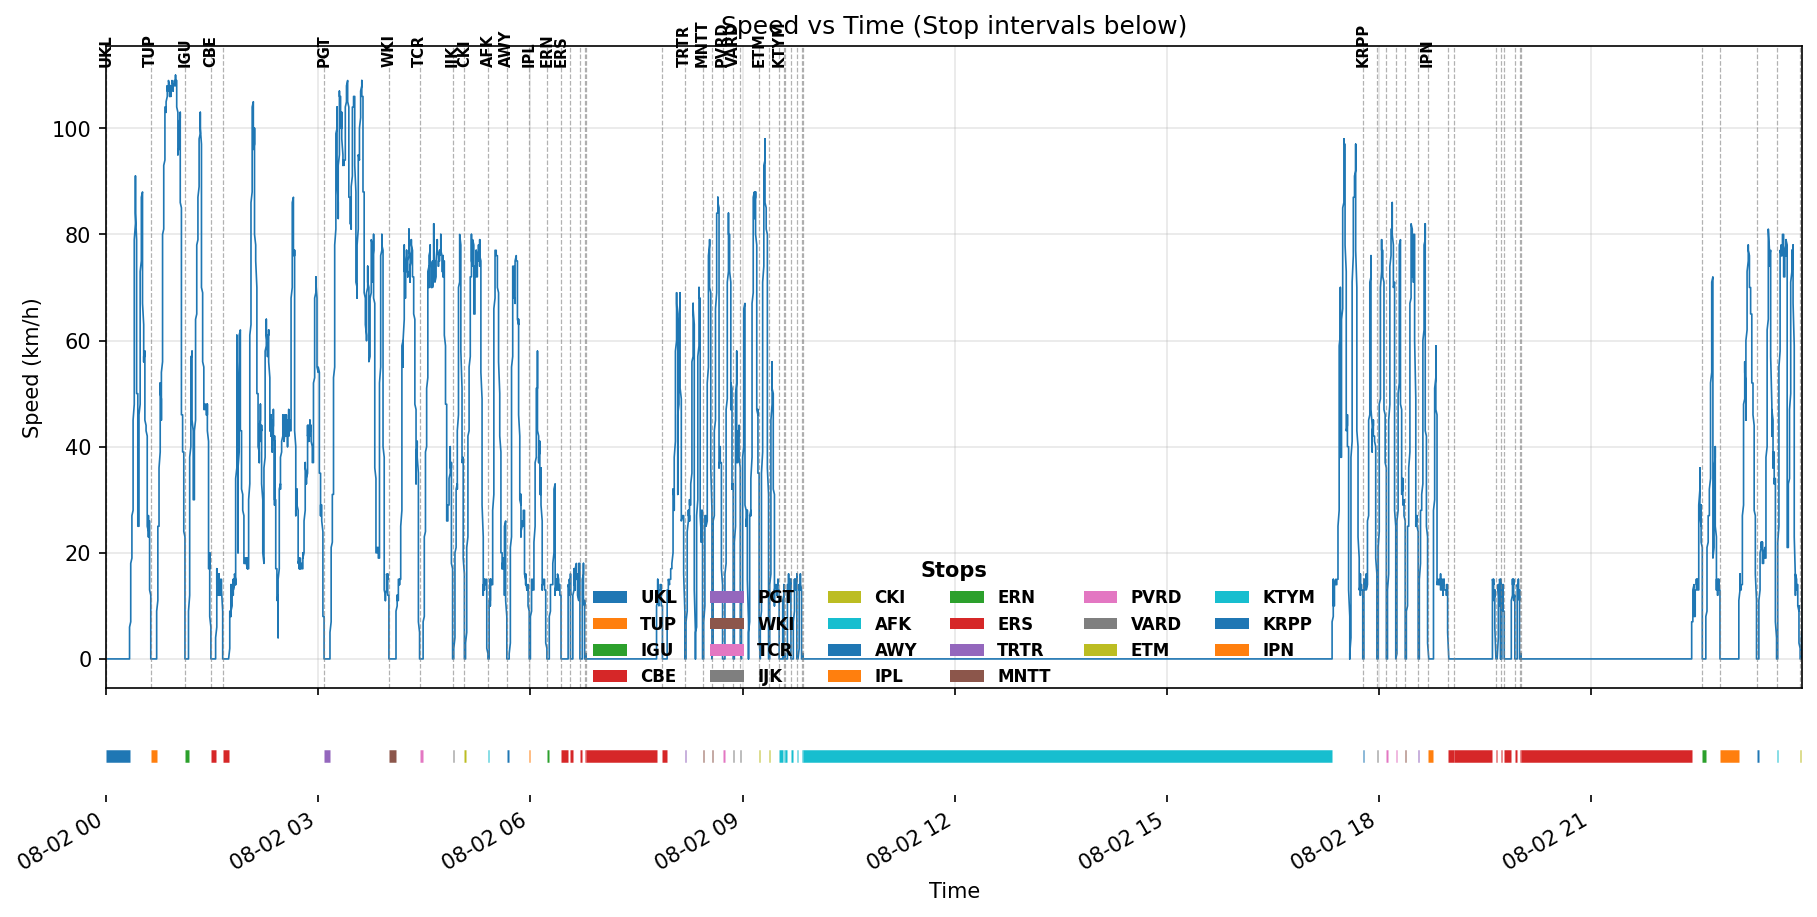 Speed vs Time (Stop intervals below)
UKL TUP IGU CBE PGT WKI TCR IJK CKI AFK AWY IPL ERN ERS TRTR MNTT PVRD VARD ETM KTYM KRPP IPN
Speed (km/h)
100
80
60
40
20
0
Stops
UKL PGT CKI ERN PVRD KTYM
TUP WKI AFK ERS VARD KRPP
IGU TCR AWY TRTR ETM IPN
CBE IJK IPL MNTT
08-02 00 08-02 03 08-02 06 08-02 09 08-02 12 08-02 15 08-02 18 08-02 21
Time